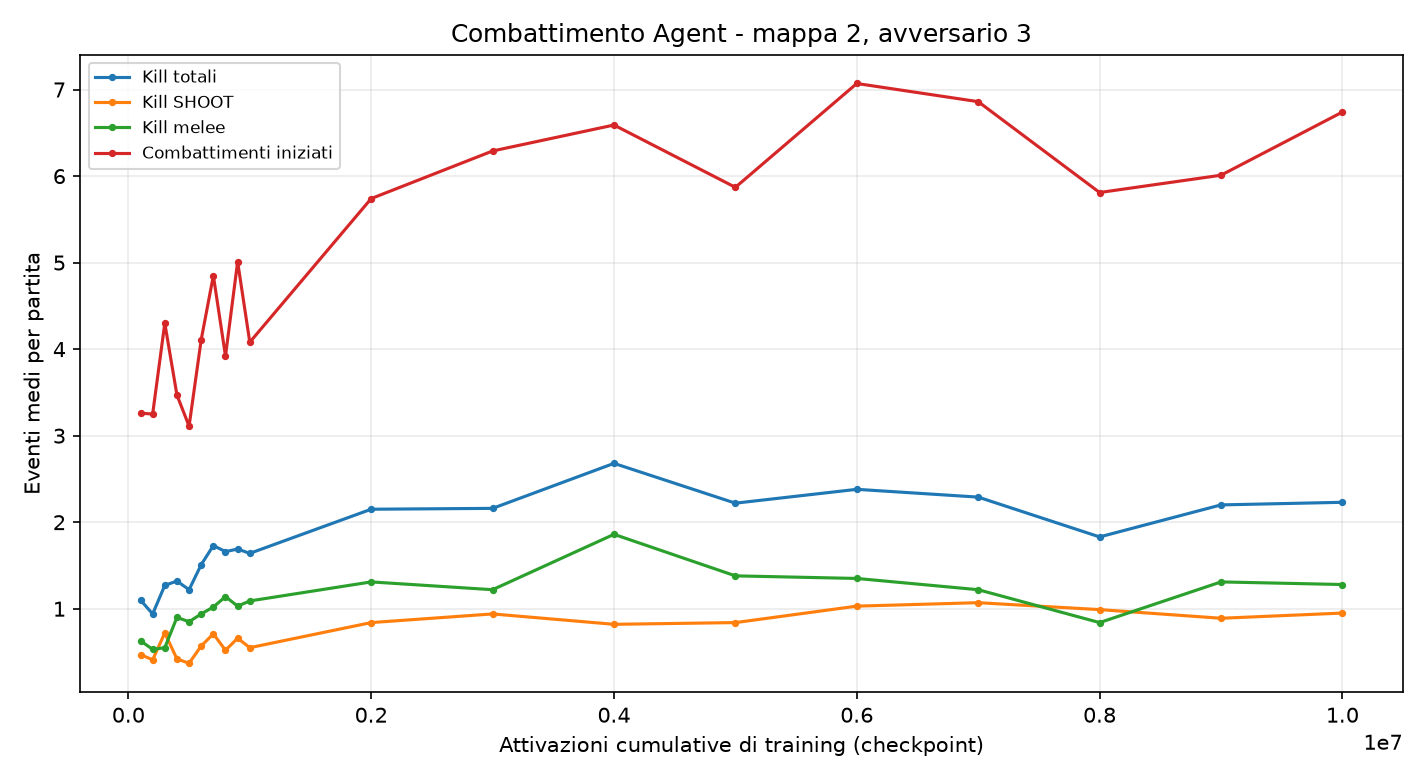 Combattimento Agent - mappa 2, avversario 3
Kill totali
Kill SHOOT
Kill melee
Combattimenti iniziati
Eventi medi per partita
7
6
5
4
3
2
1
0.0 0.2 0.4 0.6 0.8 1.0
1e7
Attivazioni cumulative di training (checkpoint)